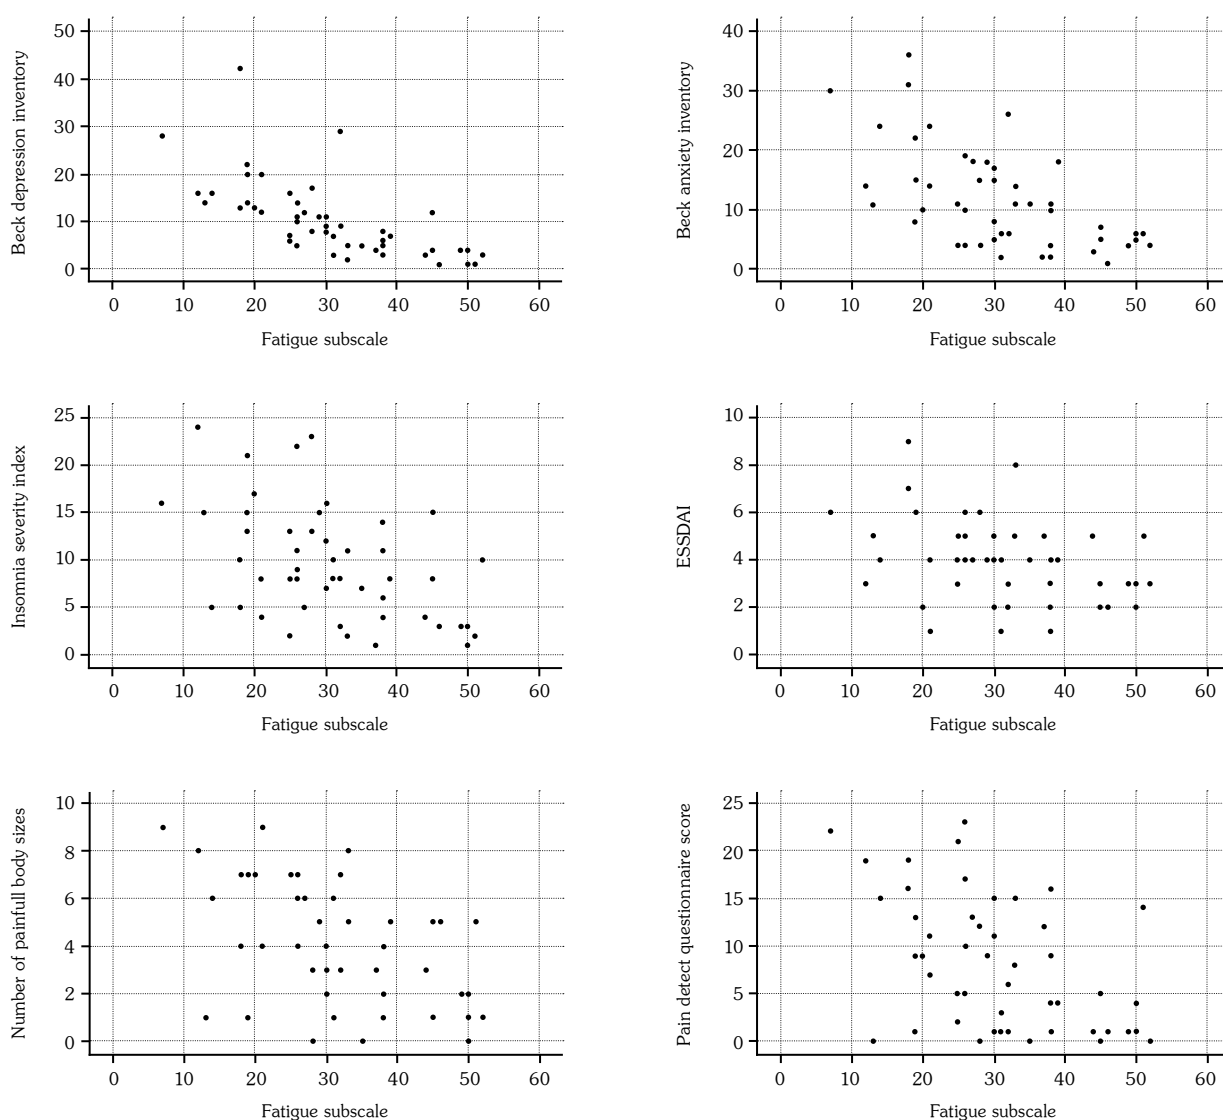 Beck depression inventory
50
40
30
20
10
0
0 10 20 30 40 50 60
Fatigue subscale
Beck anxiety inventory
40
30
20
10
0
0 10 20 30 40 50 60
Fatigue subscale
Insomnia severity index
25
20
15
10
5
0
0 10 20 30 40 50 60
Fatigue subscale
ESSDAI
10
8
6
4
2
0
0 10 20 30 40 50 60
Fatigue subscale
Number of painfull body sizes
10
8
6
4
2
0
0 10 20 30 40 50 60
Fatigue subscale
Pain detect questionnaire score
25
20
15
10
5
0
0 10 20 30 40 50 60
Fatigue subscale